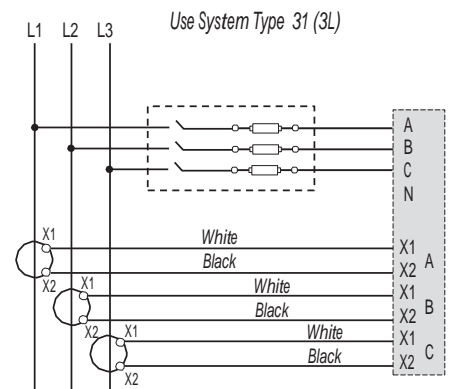 Use System Type 31 (3L)
L1 L2 L3
A
B
C
N
X1 White X1
Black X2 A
X2 X1 White X1
Black X2 B
X2 X1 White X1
Black X2 C
X2